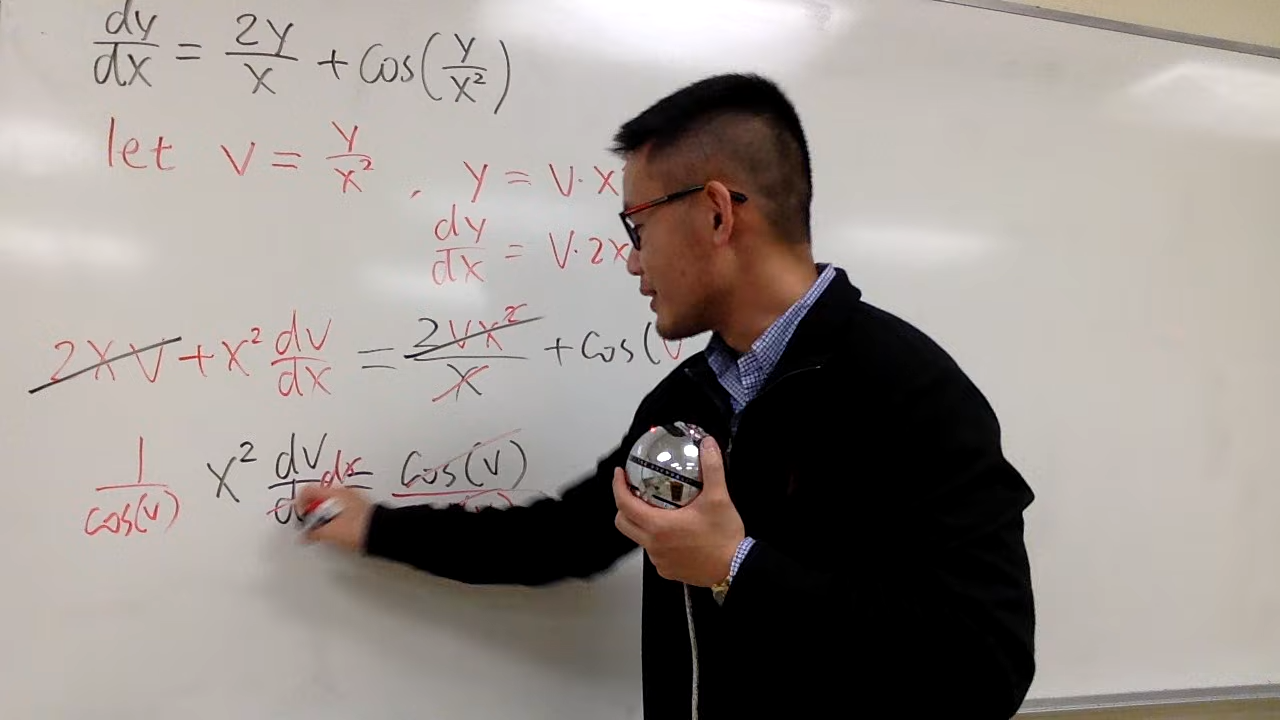 dy/dx = 2y/x + cos(y/x²)
let v = y/x² , y = v·x
dy/dx = v·2x
2xv + x² dv/dx = 2vx²/x + cos(v
1/cos(v) x² dv/d dx = cos(v)/(v)